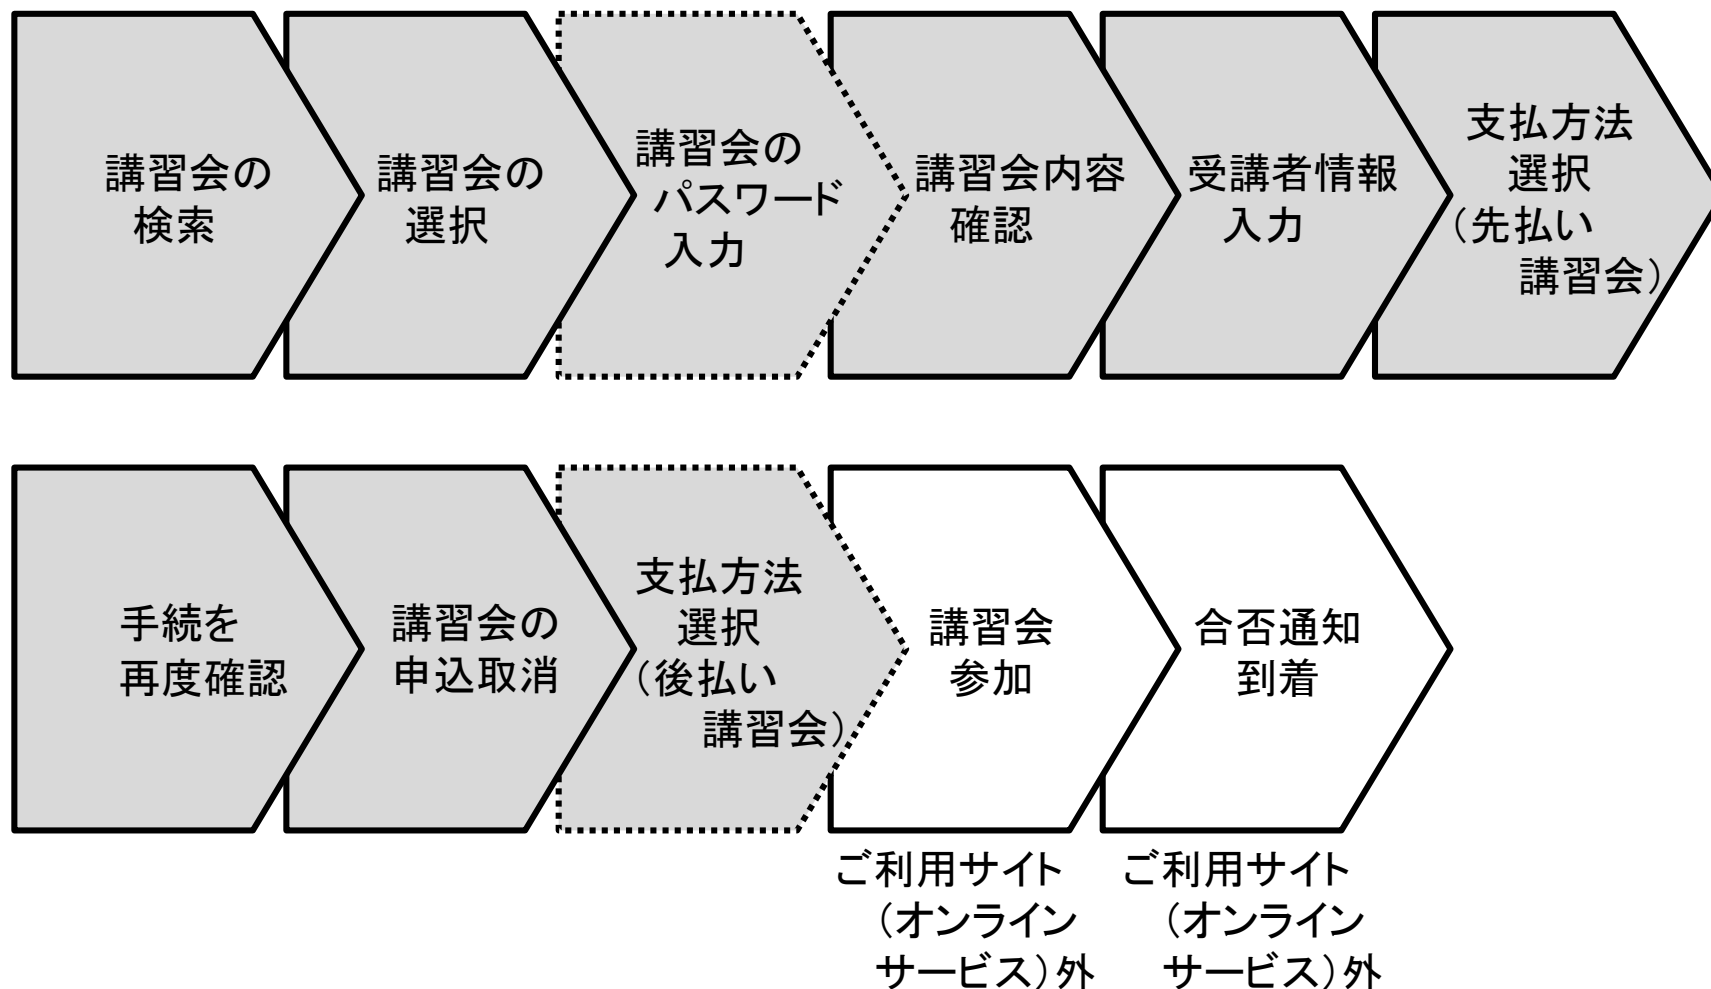 講習会の
検索
講習会の
選択
講習会の
パスワード
入力
講習会内容
確認
受講者情報
入力
支払方法
選択
（先払い
講習会）
手続を
再度確認
講習会の
申込取消
支払方法
選択
（後払い
講習会）
講習会
参加
合否通知
到着
ご利用サイト
（オンライン
サービス）外
ご利用サイト
（オンライン
サービス）外